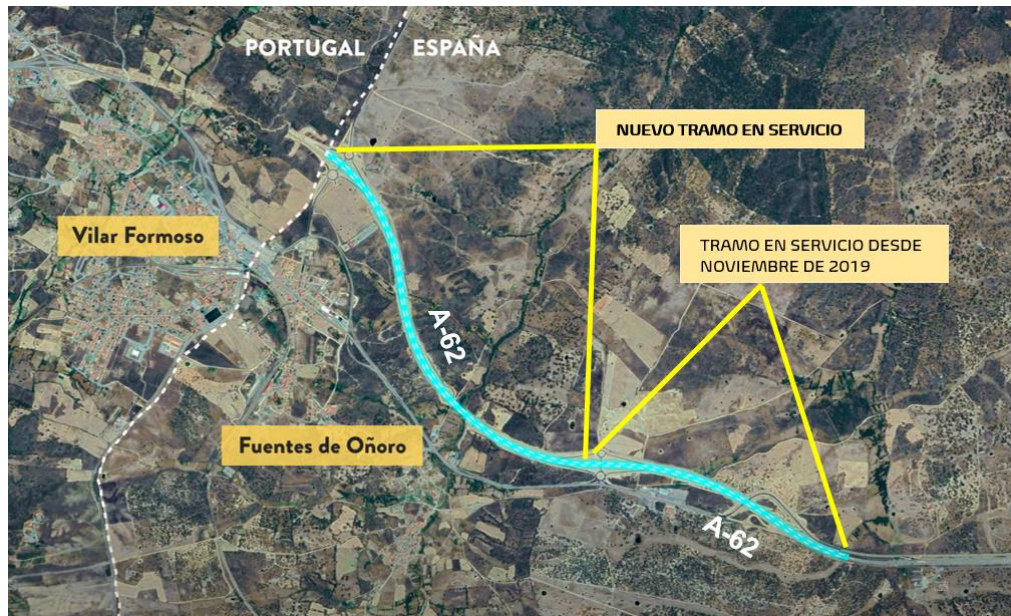 PORTUGAL ESPAÑA
NUEVO TRAMO EN SERVICIO
Vilar Formoso
TRAMO EN SERVICIO DESDE
NOVIEMBRE DE 2019
A-62
Fuentes de Oñoro
A-62